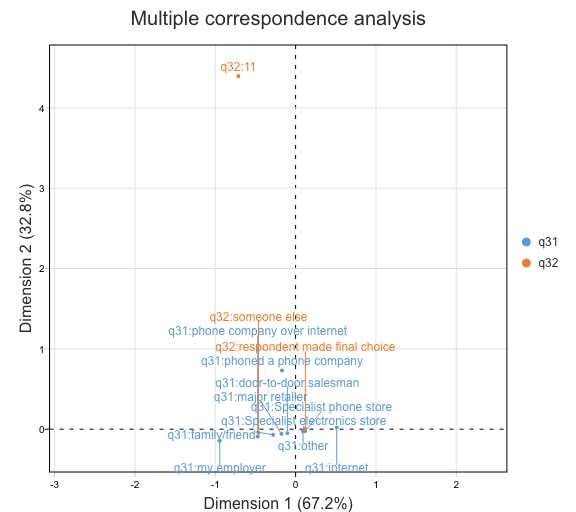 Multiple correspondence analysis
q32:11
4
3
2
1
0
Dimension 2 (32.8%)
q31
q32
q32:someone else
q31:phone company over internet
q32:respondent made final choice
q31:phoned a phone company
q31:door-to-door salesman
q31:major retailer
q31:Specialist phone store
q31:Specialist electronics store
q31:family/friend
q31:other
q31:my employer
q31:internet
-3 -2 -1 0 1 2
Dimension 1 (67.2%)